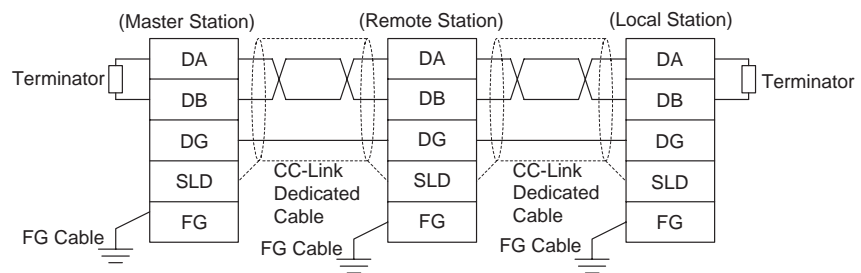 (Master Station) (Remote Station) (Local Station)
Terminator DA DA DA Terminator
DB DB DB
DG DG DG
SLD CC-Link Dedicated Cable SLD CC-Link Dedicated Cable SLD
FG Cable FG FG Cable FG FG Cable FG